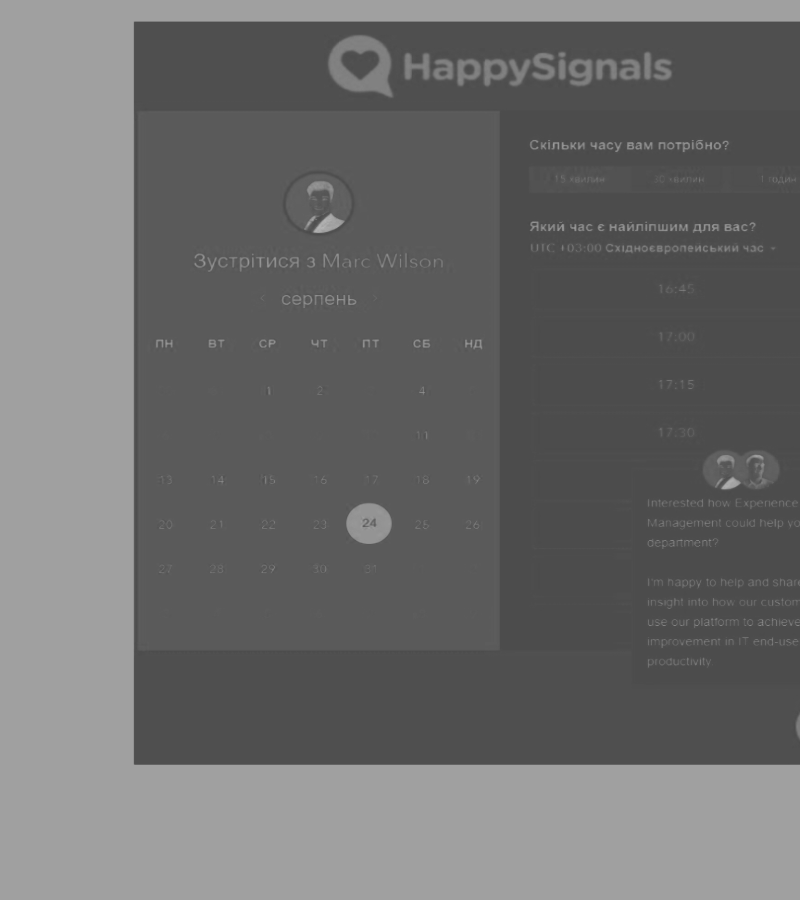 HappySignals
Зустрітися з Marc Wilson
серпень
ПН ВТ СР ЧТ ПТ СБ НД
1 2 4
11
13 14 15 16 17 18 19
20 21 22 23 24 25 26
27 28 29 30 31
Скільки часу вам потрібно?
15 хвилин 30 хвилин 1 годин
Який час є найліпшим для вас?
UTC +03:00 Східноєвропейський час
16:45
17:00
17:15
17:30
Interested how Experience
Management could help yo
department?
I'm happy to help and share
insight into how our custom
use our platform to achieve
improvement in IT end-use
productivity